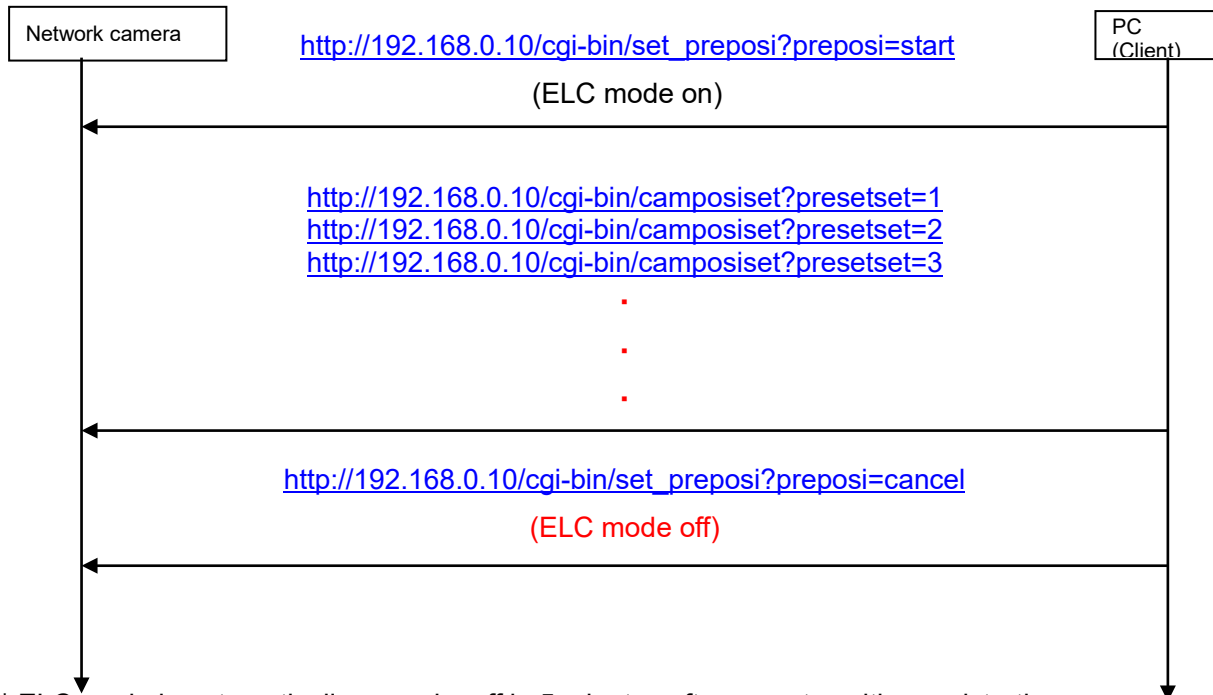 Network camera
PC
(Client)
http://192.168.0.10/cgi-bin/set_preposi?preposi=start
(ELC mode on)
http://192.168.0.10/cgi-bin/camposiset?presetset=1
http://192.168.0.10/cgi-bin/camposiset?presetset=2
http://192.168.0.10/cgi-bin/camposiset?presetset=3
.
.
.
http://192.168.0.10/cgi-bin/set_preposi?preposi=cancel
(ELC mode off)